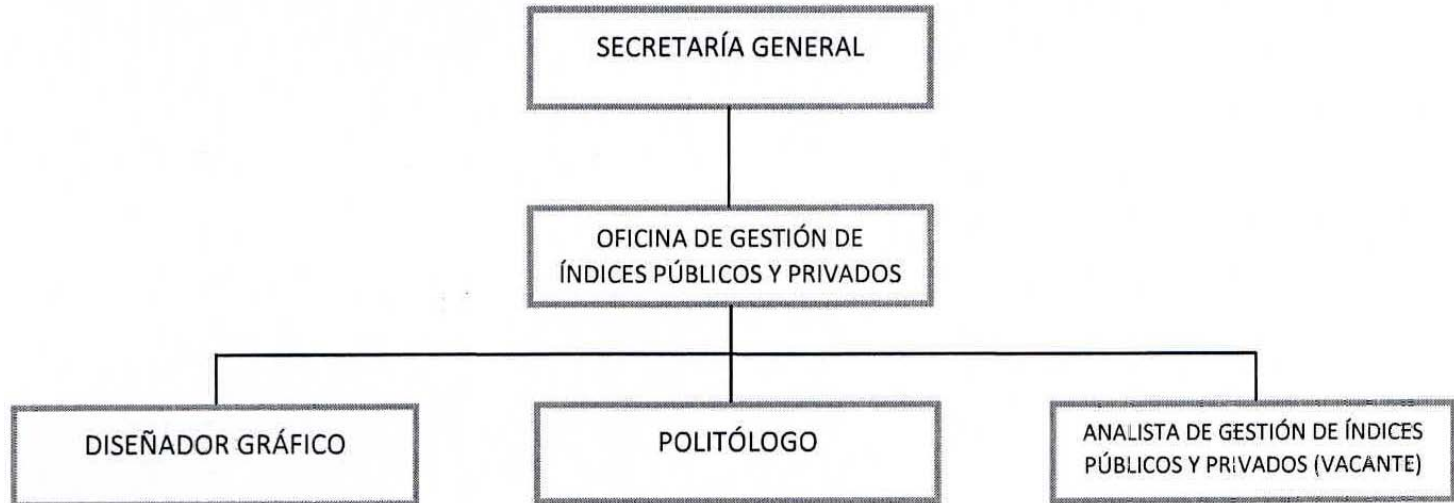 SECRETARÍA GENERAL
OFICINA DE GESTIÓN DE
ÍNDICES PÚBLICOS Y PRIVADOS
DISEÑADOR GRÁFICO
POLITÓLOGO
ANALISTA DE GESTIÓN DE ÍNDICES
PÚBLICOS Y PRIVADOS (VACANTE)